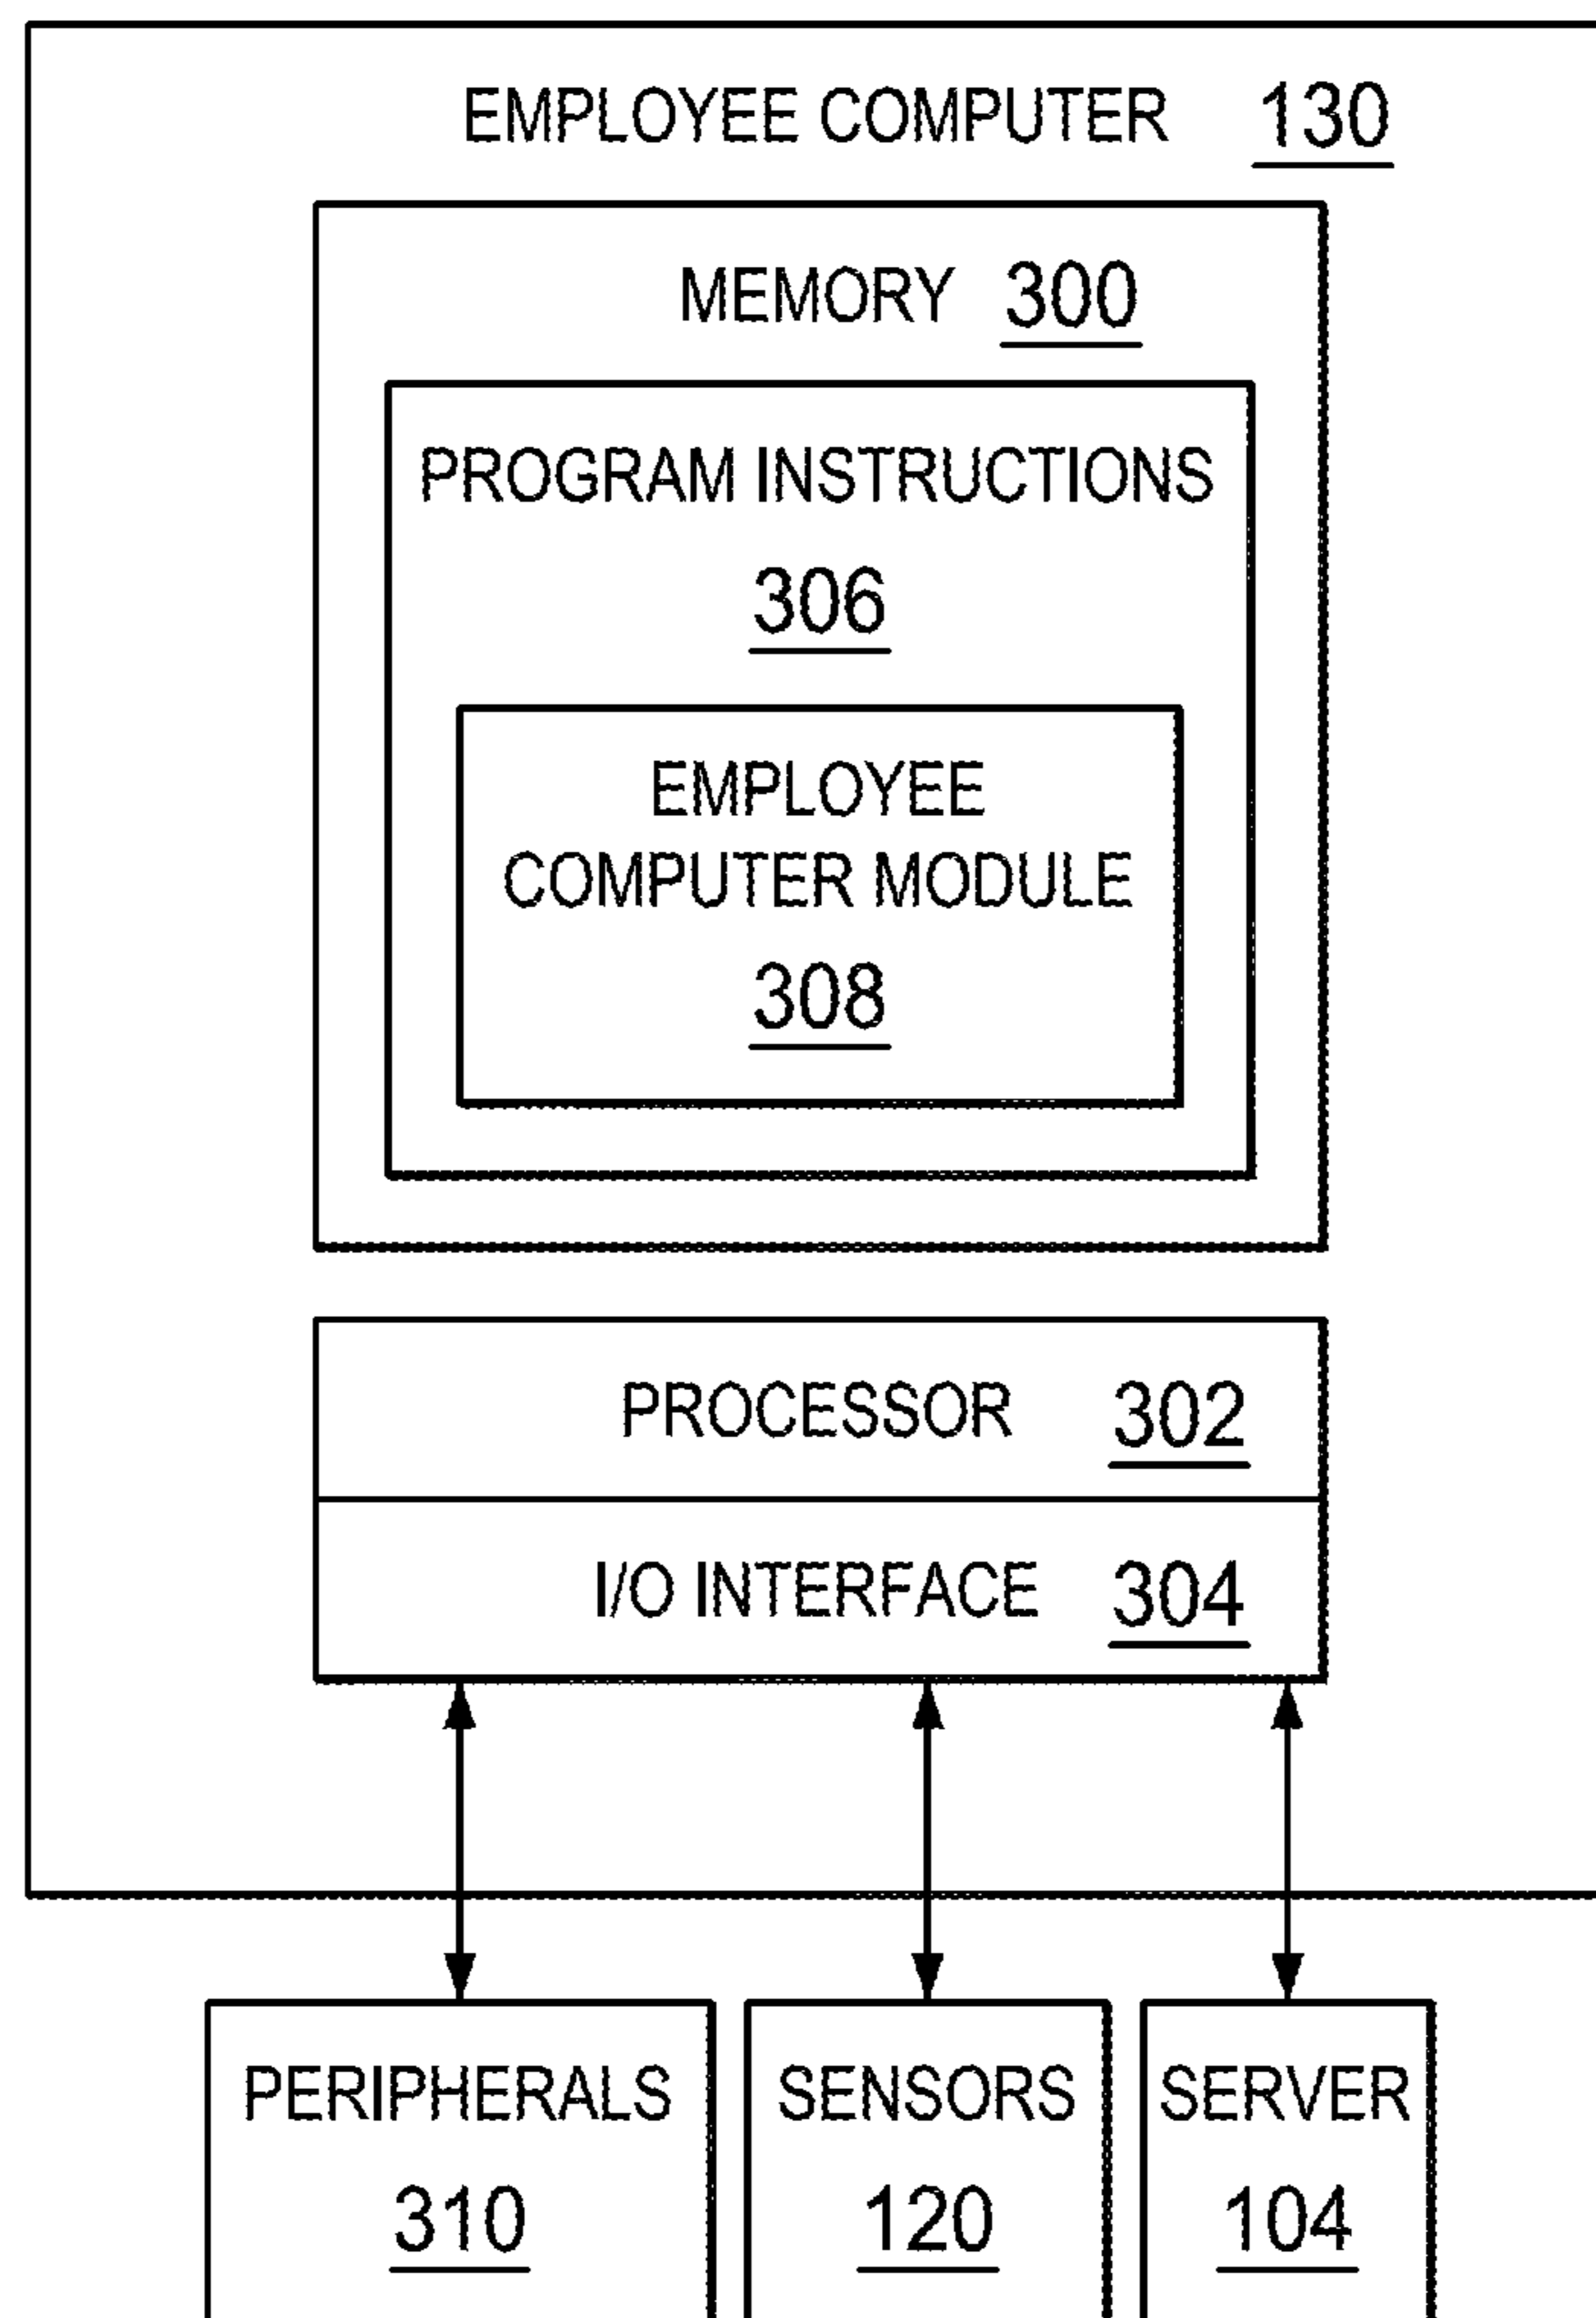 EMPLOYEE COMPUTER 130
MEMORY 300
PROGRAM INSTRUCTIONS
306
EMPLOYEE
COMPUTER MODULE
308
PROCESSOR 302
I/O INTERFACE 304
PERIPHERALS SENSORS SERVER
310 120 104